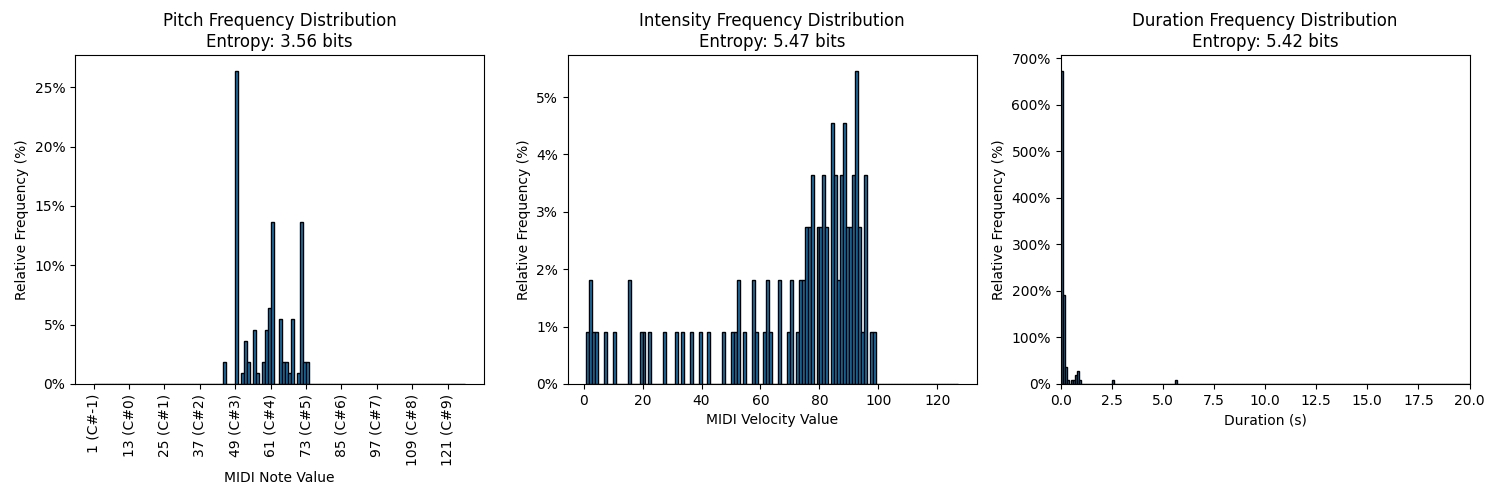 Pitch Frequency Distribution
Entropy: 3.56 bits
Relative Frequency (%)
25%
20%
15%
10%
5%
0%
1 (C#-1)
13 (C#0)
25 (C#1)
37 (C#2)
49 (C#3)
61 (C#4)
73 (C#5)
85 (C#6)
97 (C#7)
109 (C#8)
121 (C#9)
MIDI Note Value
Intensity Frequency Distribution
Entropy: 5.47 bits
Relative Frequency (%)
5%
4%
3%
2%
1%
0%
0 20 40 60 80 100 120
MIDI Velocity Value
Duration Frequency Distribution
Entropy: 5.42 bits
Relative Frequency (%)
700%
600%
500%
400%
300%
200%
100%
0%
0.0 2.5 5.0 7.5 10.0 12.5 15.0 17.5 20.0
Duration (s)